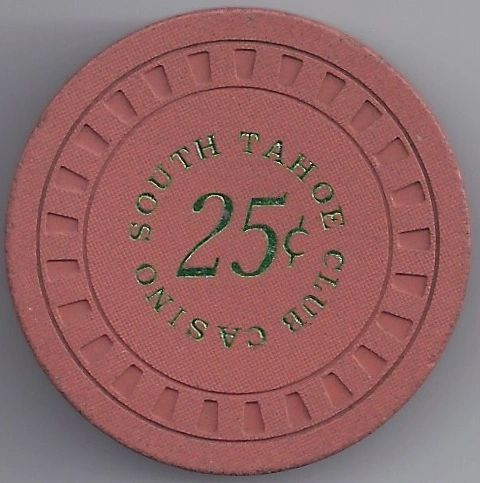 SOUTH TAHOE CLUB CASINO
25¢